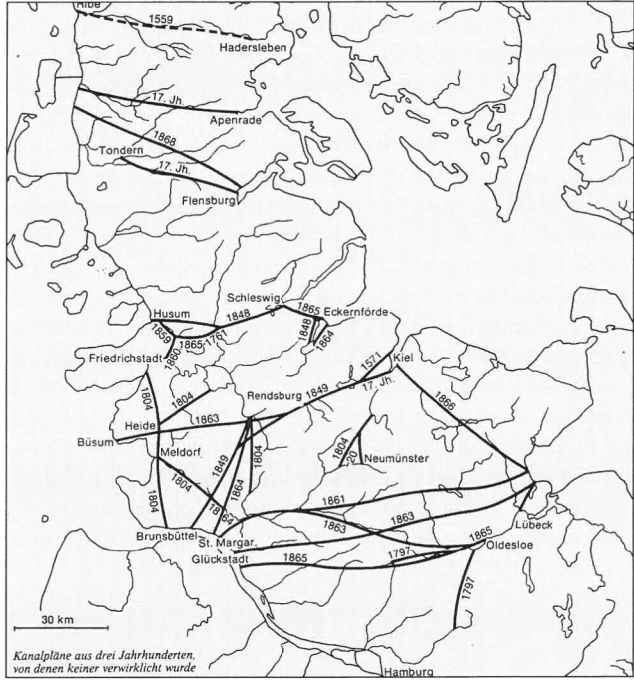 Ribe
1559
Hadersleben
17. Jh.
Apenrade
1868
Tondern
17. Jh.
Flensburg
Schleswig
1865
Husum
1848
Eckernförde
1859
1848
1864
1865
1761
1860
Friedrichstadt
1571
Kiel
17. Jh.
1849
Rendsburg
1804
1804
1866
Heide
1863
Büsum
1804
Meldorf
1849
1804
1804
20
Neumünster
1864
1804
1861
1804
1864
Brunsbüttel
St. Margar.
1863
1863
Lübeck
1865
Glückstadt
1797
Oldesloe
1865
1797
30 km
Kanalpläne aus drei Jahrhunderten,
von denen keiner verwirklicht wurde
Hamburg